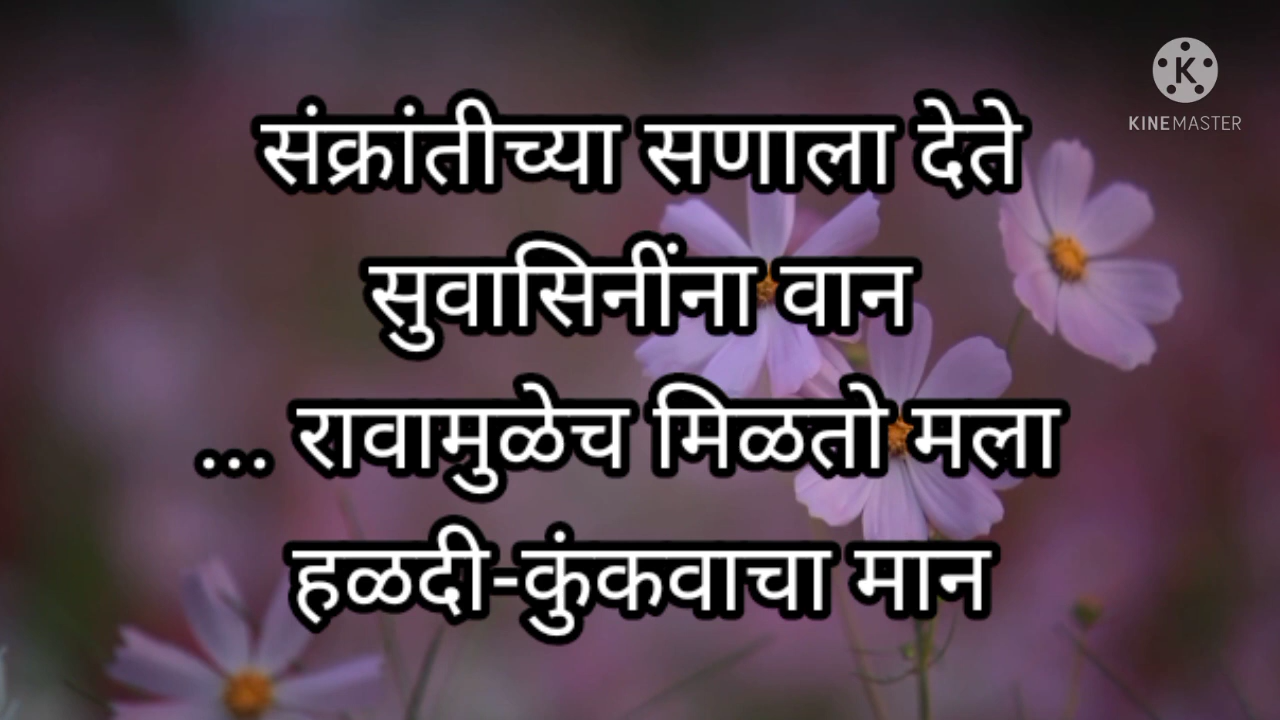 KINEMASTER
संक्रांतीच्या सणाला देते
सुवासिनींना वान
... रावामुळेच मिळतो मला
हळदी-कुंकवाचा मान